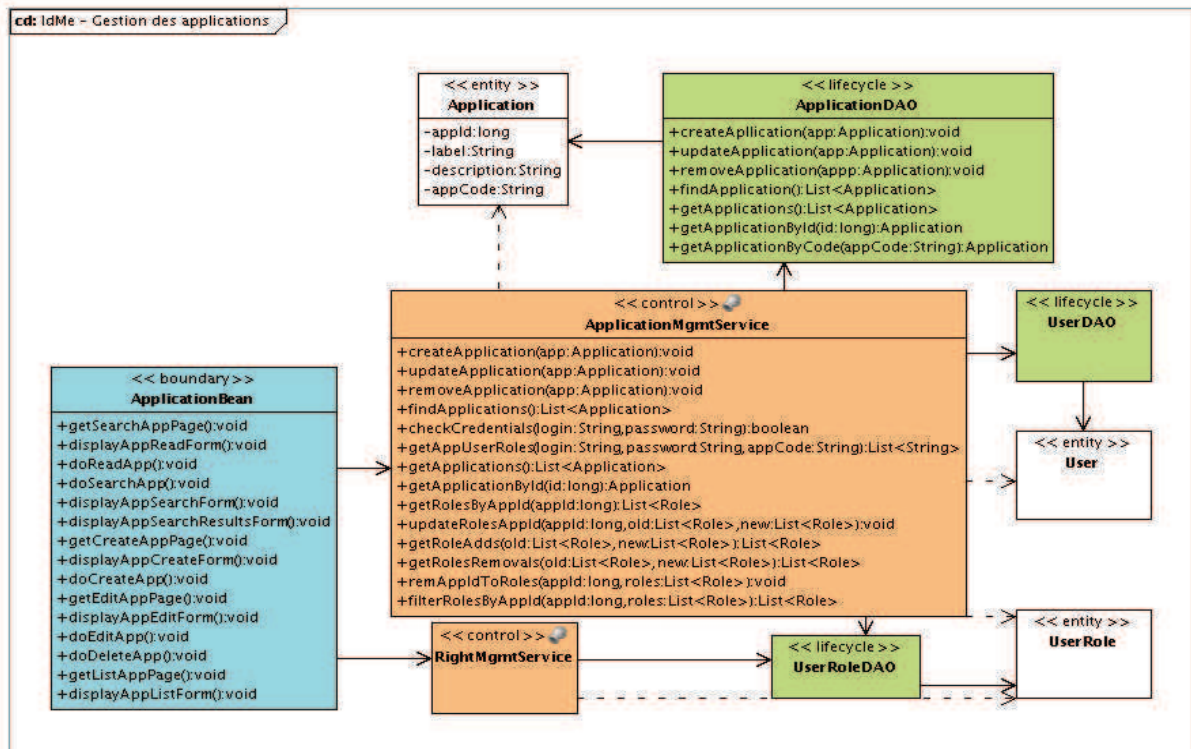 cd: IdMe - Gestion des applications
<< entity >>
Application
-appId:long
-label:String
-description:String
-appCode:String
<< lifecycle >>
ApplicationDAO
+createApllication(app:Application):void
+updateApplication(app:Application):void
+removeApplication(appp:Application):void
+findApplication():List<Application>
+getApplications():List<Application>
+getApplicationById(id:long):Application
+getApplicationByCode(appCode:String):Application
<< control >>
ApplicationMgmtService
+createApplication(app:Application):void
+updateApplication(app:Application):void
+removeApplication(app:Application):void
+findApplications():List<Application>
+checkCredentials(login:String,password:String):boolean
+getAppUserRoles(login:String,password:String,appCode:String):List<String>
+getApplications():List<Application>
+getApplicationById(id:long):Application
+getRolesByAppId(appId:long):List<Role>
+updateRolesAppId(appId:long,old:List<Role>,new:List<Role>):void
+getRoleAdds(old:List<Role>,new:List<Role>):List<Role>
+getRolesRemovals(old:List<Role>,new:List<Role>):List<Role>
+remAppIdToRoles(appId:long,roles:List<Role>):void
+filterRolesByAppId(appId:long,roles:List<Role>):List<Role>
<< lifecycle >>
UserDAO
<< boundary >>
ApplicationBean
+getSearchAppPage():void
+displayAppReadForm():void
+doReadApp():void
+doSearchApp():void
+displayAppSearchForm():void
+displayAppSearchResultsForm():void
+getCreateAppPage():void
+displayAppCreateForm():void
+doCreateApp():void
+getEditAppPage():void
+displayAppEditForm():void
+doEditApp():void
+doDeleteApp():void
+getListAppPage():void
+displayAppListForm():void
<< entity >>
User
<< control >>
RightMgmtService
<< lifecycle >>
UserRoleDAO
<< entity >>
UserRole